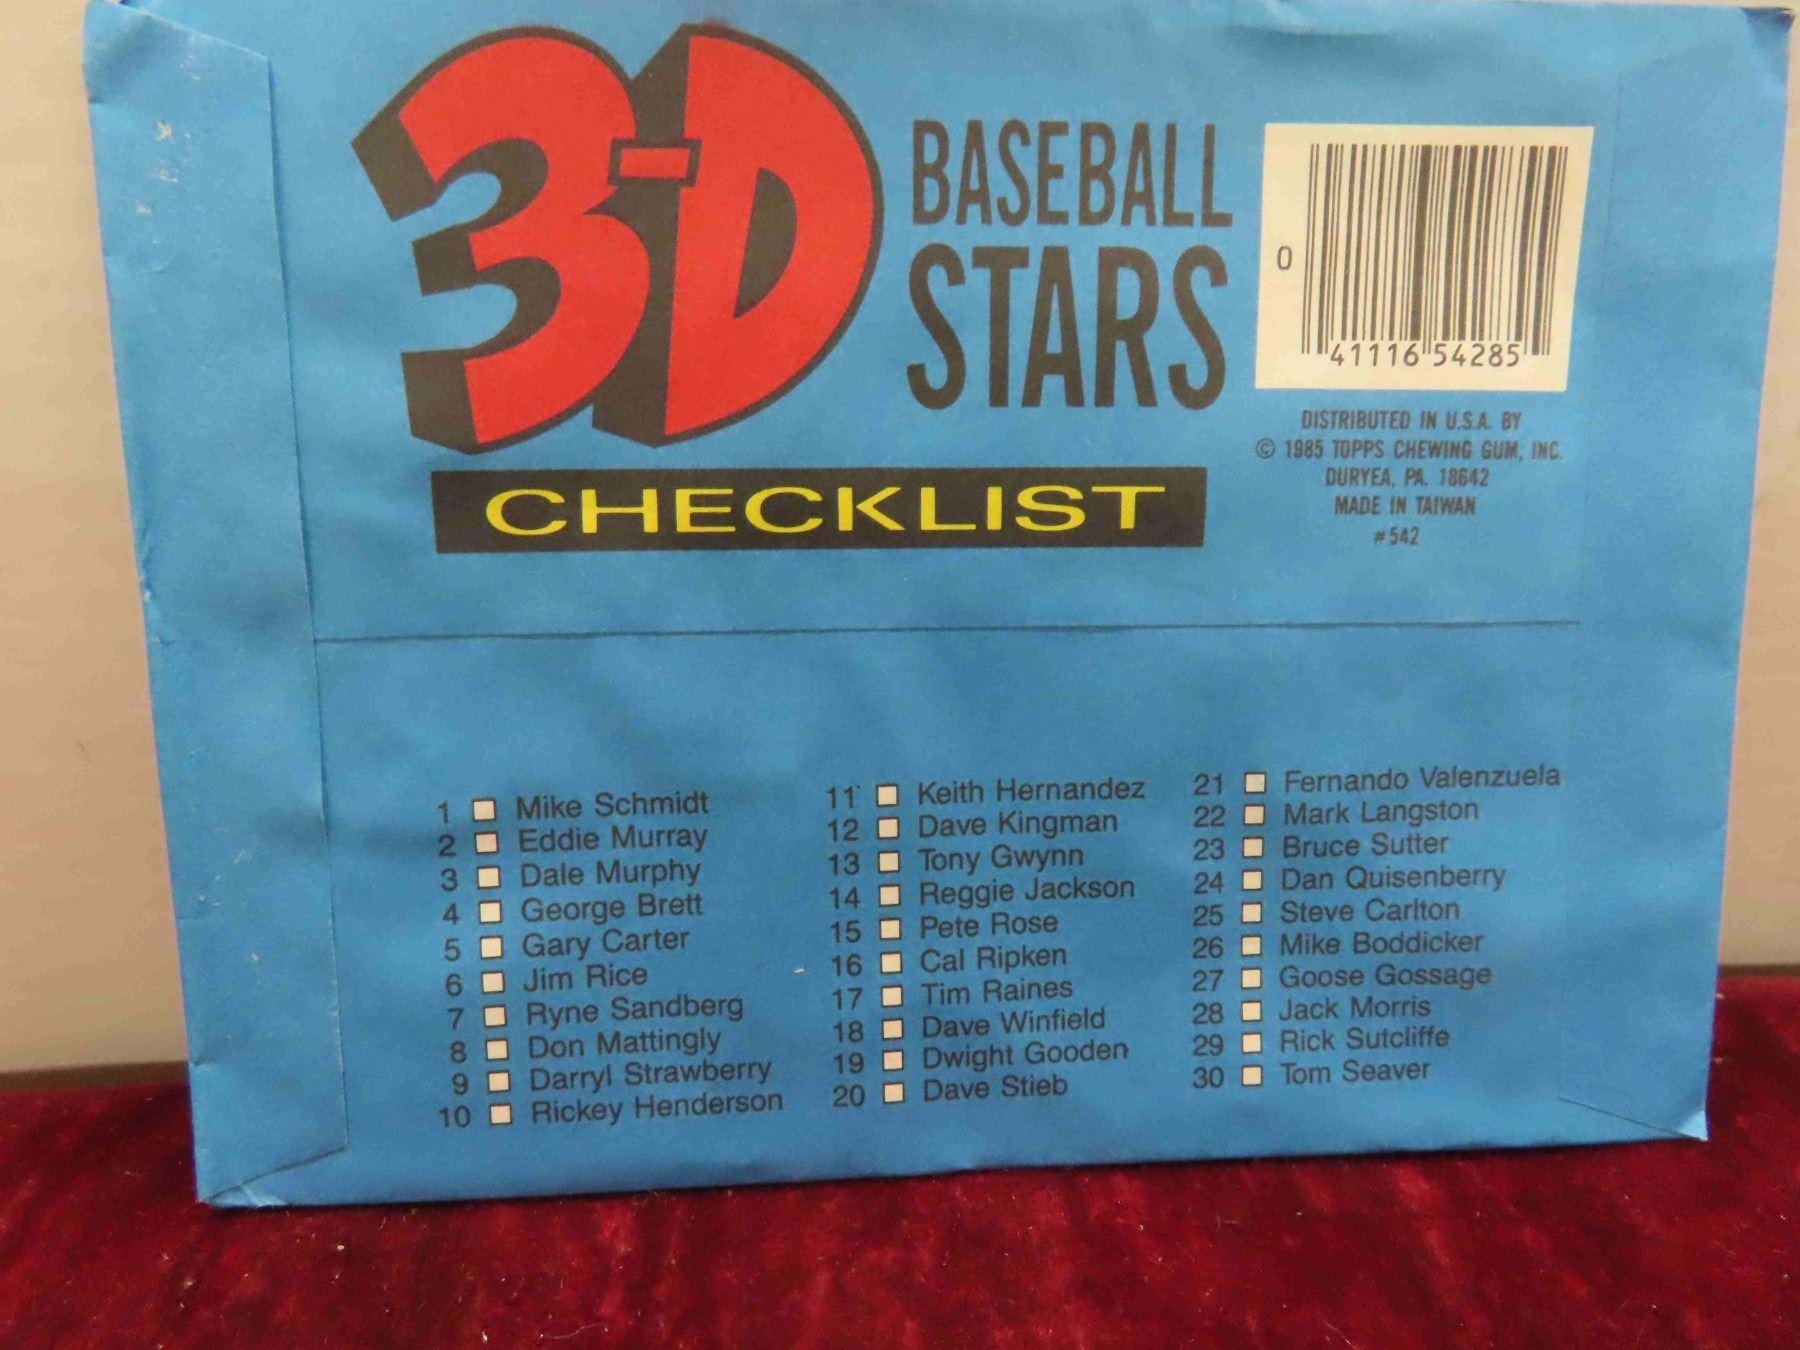 3-D
BASEBALL
STARS
0
41116 54285
DISTRIBUTED IN U.S.A. BY
© 1985 TOPPS CHEWING GUM, INC.
DURYEA, PA. 18642
MADE IN TAIWAN
#542
CHECKLIST
1 Mike Schmidt
2 Eddie Murray
3 Dale Murphy
4 George Brett
5 Gary Carter
6 Jim Rice
7 Ryne Sandberg
8 Don Mattingly
9 Darryl Strawberry
10 Rickey Henderson
11 Keith Hernandez
12 Dave Kingman
13 Tony Gwynn
14 Reggie Jackson
15 Pete Rose
16 Cal Ripken
17 Tim Raines
18 Dave Winfield
19 Dwight Gooden
20 Dave Stieb
21 Fernando Valenzuela
22 Mark Langston
23 Bruce Sutter
24 Dan Quisenberry
25 Steve Carlton
26 Mike Boddicker
27 Goose Gossage
28 Jack Morris
29 Rick Sutcliffe
30 Tom Seaver